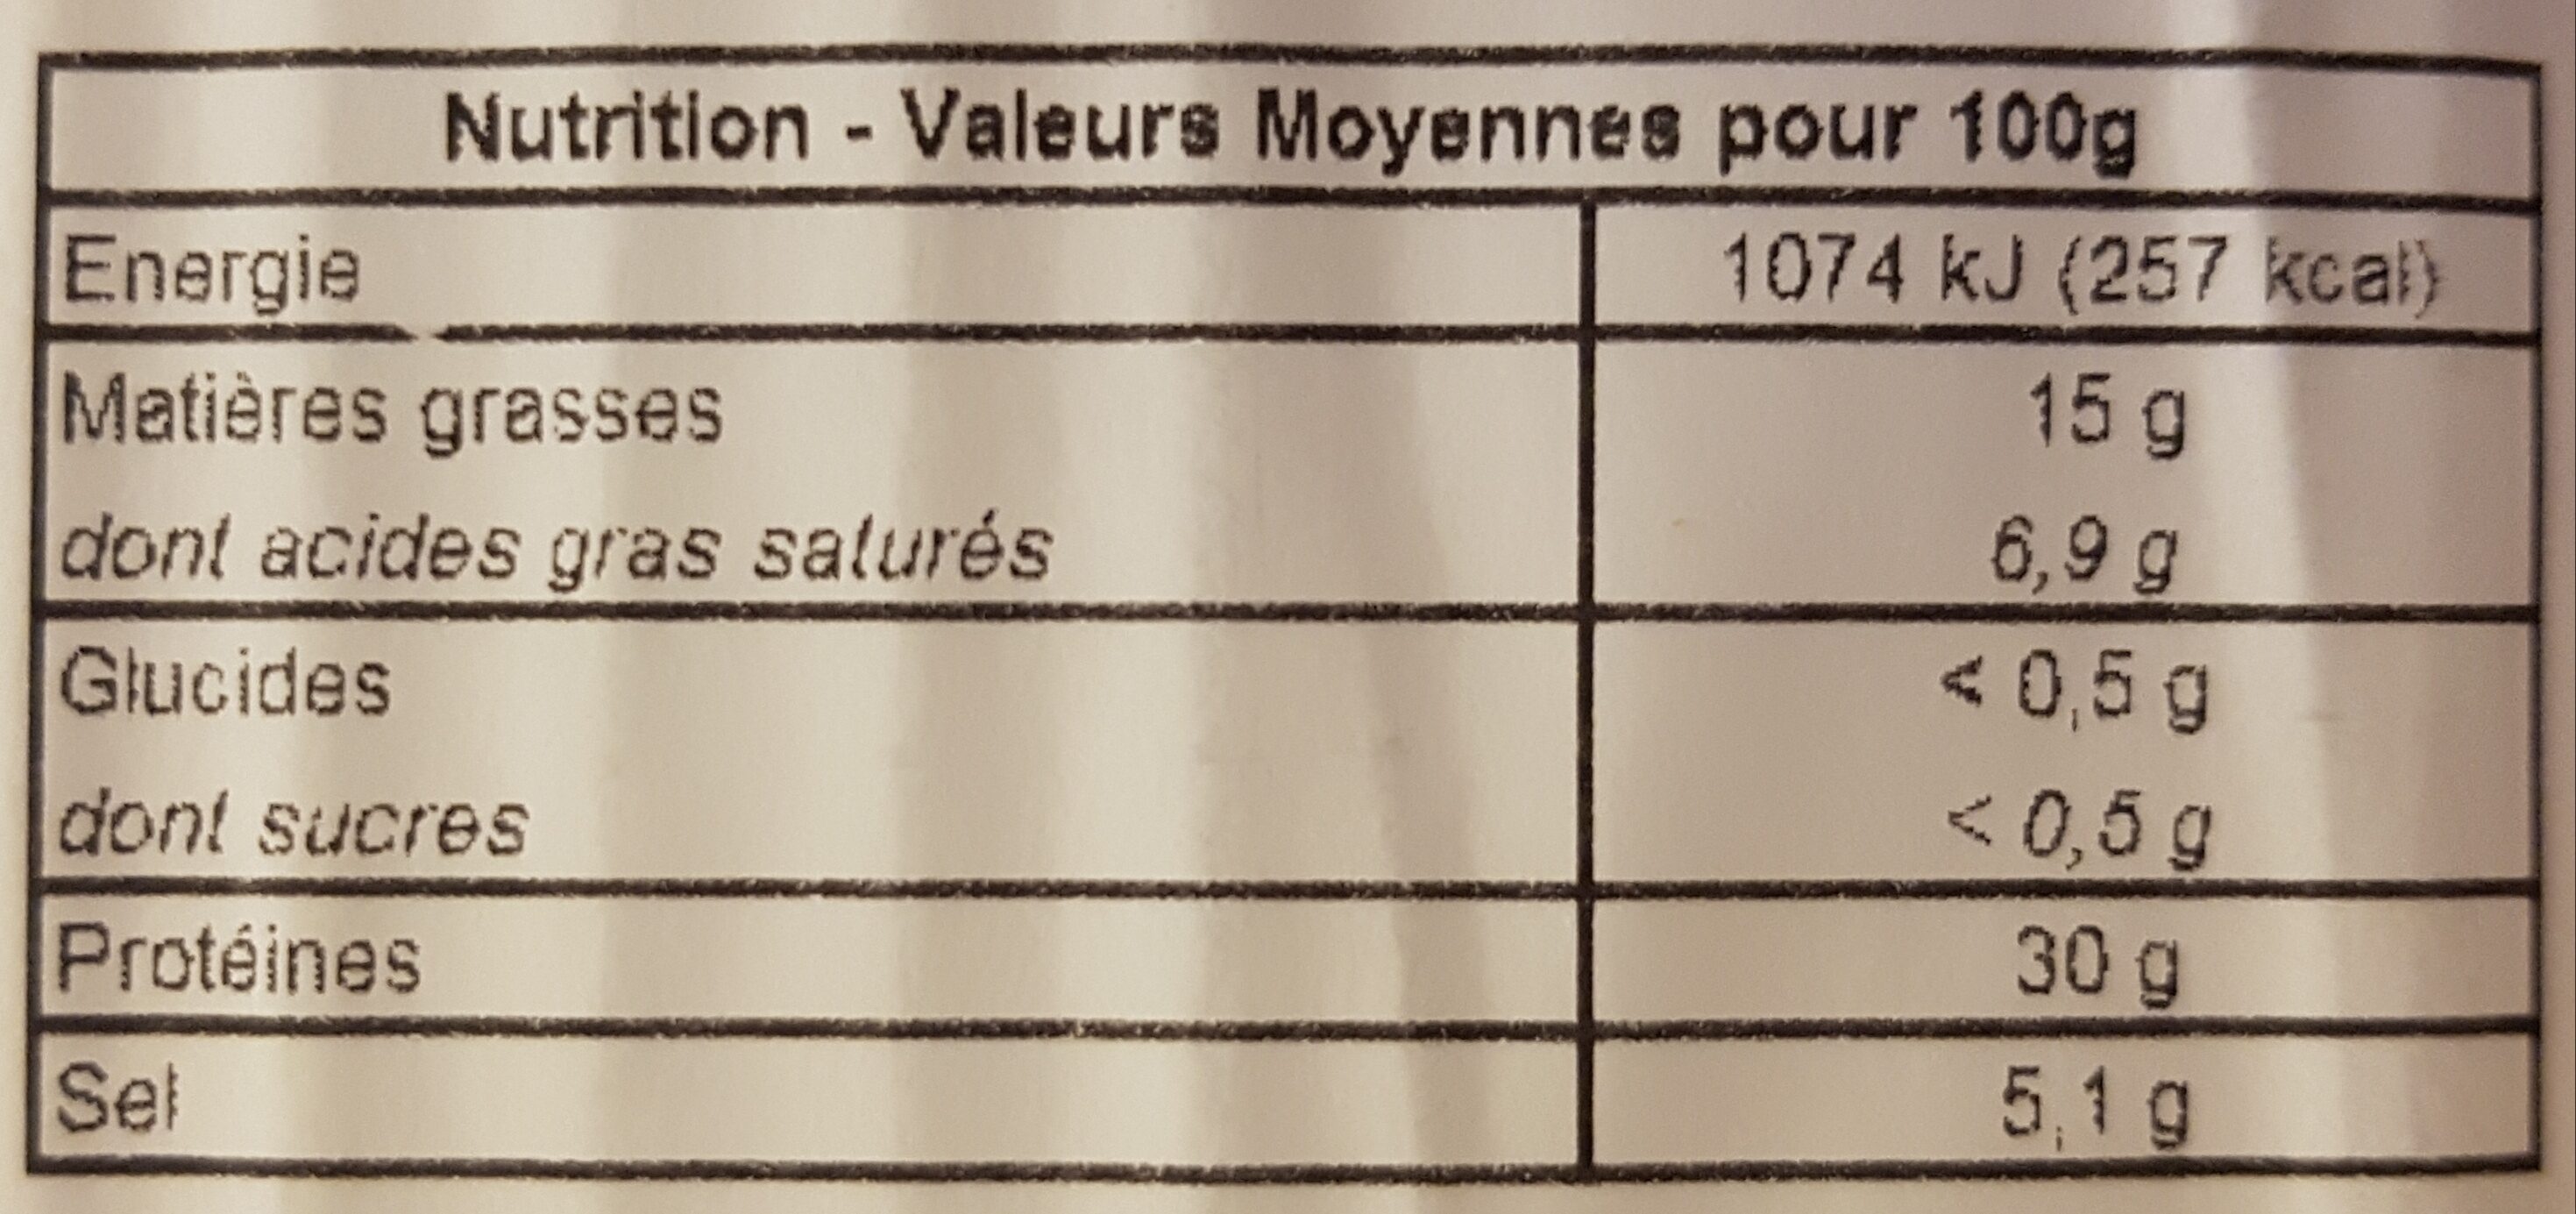 Nutrition - Valeurs Moyennes pour 100g
Energie 1074 kJ (257 kcal)
Matières grasses 15 g
dont acides gras saturés 6,9 g
Glucides < 0,5 g
dont sucres < 0,5 g
Protéines 30 g
Sel 5,1 g